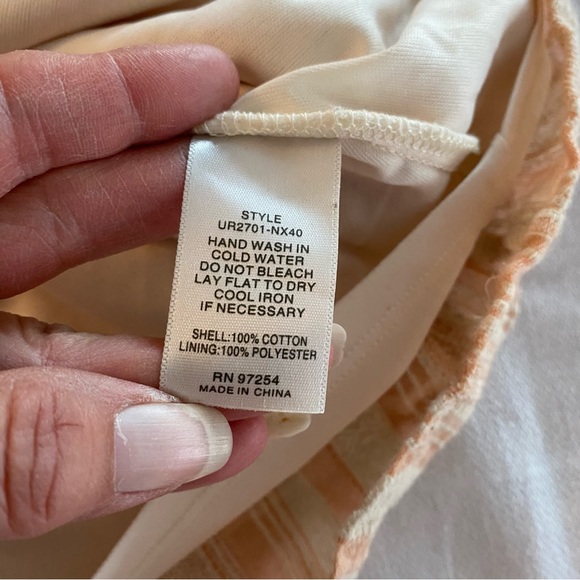 STYLE
UR2701-NX40
HAND WASH IN
COLD WATER
DO NOT BLEACH
LAY FLAT TO DRY
COOL IRON
IF NECESSARY
SHELL:100% COTTON
LINING:100% POLYESTER
RN 97254
MADE IN CHINA